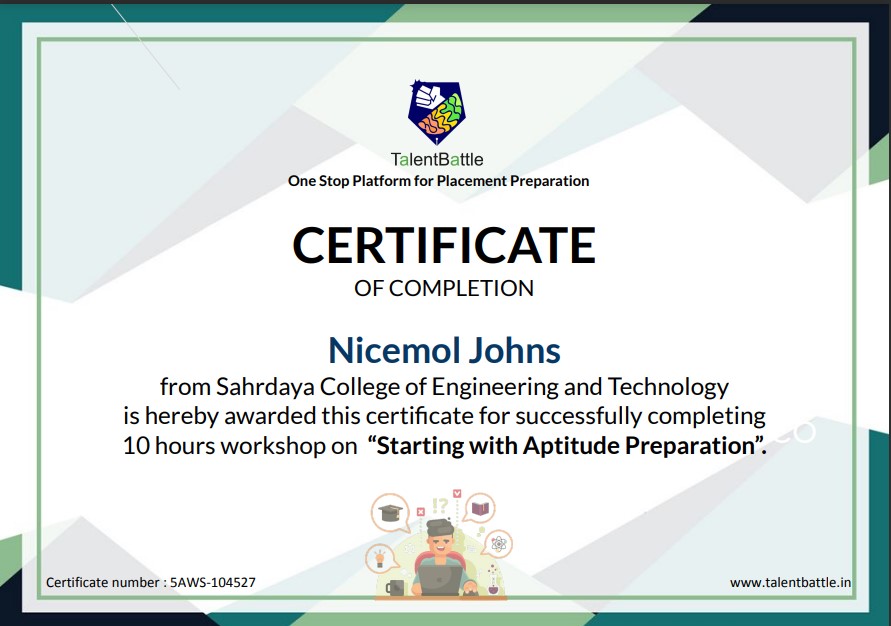 TalentBattle
One Stop Platform for Placement Preparation
CERTIFICATE
OF COMPLETION
Nicemol Johns
from Sahrdaya College of Engineering and Technology
is hereby awarded this certificate for successfully completing
10 hours workshop on “Starting with Aptitude Preparation”.
!?
Certificate number : 5AWS-104527
www.talentbattle.in